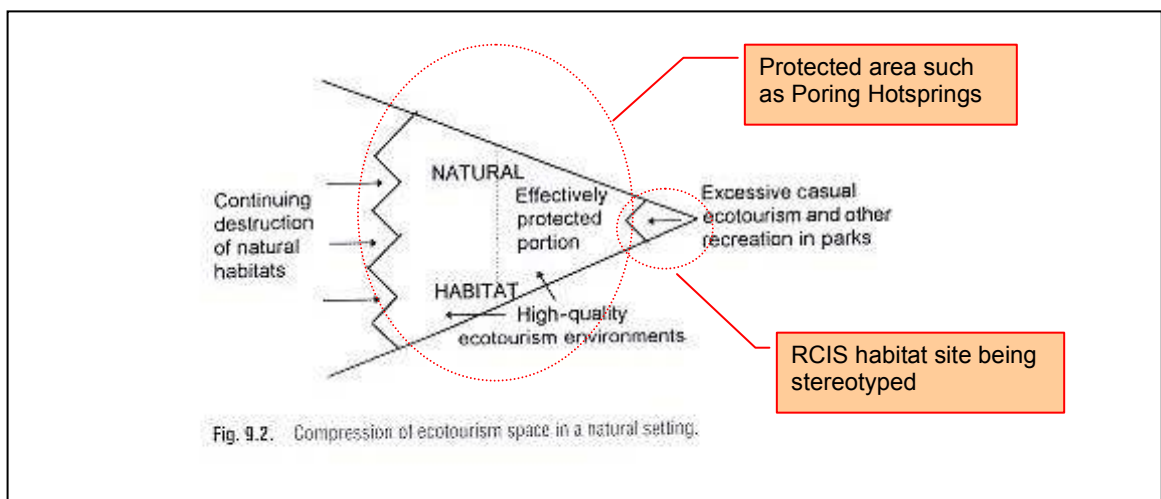 Protected area such
as Poring Hotsprings
NATURAL
Effectively
protected
portion
Continuing
destruction
of natural
habitats
Excessive casual
ecotourism and other
recreation in parks
HABITAT
High-quality
ecotourism environments
RCIS habitat site being
stereotyped
Fig. 9.2. Compression of ecotourism space in a natural setting.